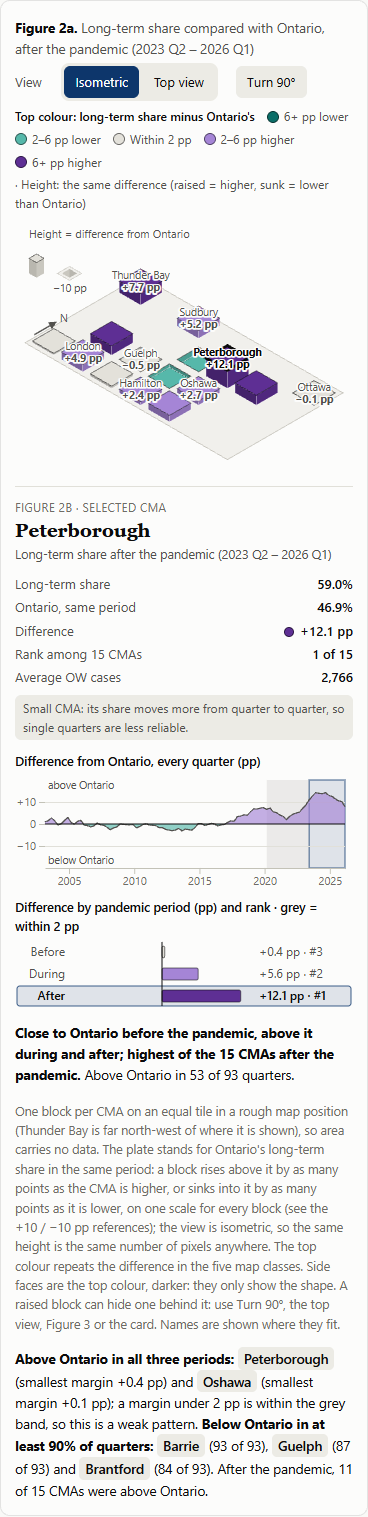 Figure 2a. Long-term share compared with Ontario,
after the pandemic (2023 Q2 – 2026 Q1)
View Isometric Top view Turn 90°
Top colour: long-term share minus Ontario's 6+ pp lower
2–6 pp lower Within 2 pp 2–6 pp higher
6+ pp higher
· Height: the same difference (raised = higher, sunk = lower
than Ontario)
Height = difference from Ontario
−10 pp
Thunder Bay
+7.7 pp
N
Sudbury
+5.2 pp
London
+4.9 pp
Guelph
−0.5 pp
Peterborough
+12.1 pp
Hamilton
+2.4 pp
Oshawa
+2.7 pp
Ottawa
−0.1 pp
FIGURE 2B · SELECTED CMA
Peterborough
Long-term share after the pandemic (2023 Q2 – 2026 Q1)
Long-term share 59.0%
Ontario, same period 46.9%
Difference +12.1 pp
Rank among 15 CMAs 1 of 15
Average OW cases 2,766
Small CMA: its share moves more from quarter to quarter, so
single quarters are less reliable.
Difference from Ontario, every quarter (pp)
above Ontario
+10
0
−10
below Ontario
2005 2010 2015 2020 2025
Difference by pandemic period (pp) and rank · grey =
within 2 pp
Before +0.4 pp · #3
During +5.6 pp · #2
After +12.1 pp · #1
Close to Ontario before the pandemic, above it
during and after; highest of the 15 CMAs after the
pandemic. Above Ontario in 53 of 93 quarters.
One block per CMA on an equal tile in a rough map position
(Thunder Bay is far north-west of where it is shown), so area
carries no data. The plate stands for Ontario's long-term
share in the same period: a block rises above it by as many
points as the CMA is higher, or sinks into it by as many
points as it is lower, on one scale for every block (see the
+10 / −10 pp references); the view is isometric, so the same
height is the same number of pixels anywhere. The top
colour repeats the difference in the five map classes. Side
faces are the top colour, darker: they only show the shape. A
raised block can hide one behind it: use Turn 90°, the top
view, Figure 3 or the card. Names are shown where they fit.
Above Ontario in all three periods: Peterborough
(smallest margin +0.4 pp) and Oshawa (smallest
margin +0.1 pp); a margin under 2 pp is within the grey
band, so this is a weak pattern. Below Ontario in at
least 90% of quarters: Barrie (93 of 93), Guelph (87
of 93) and Brantford (84 of 93). After the pandemic, 11
of 15 CMAs were above Ontario.